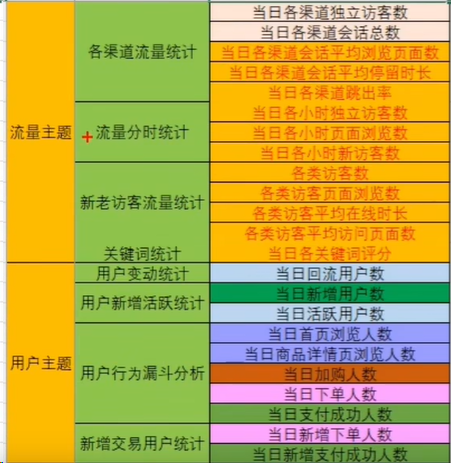 流量主题
各渠道流量统计
当日各渠道独立访客数
当日各渠道会话总数
当日各渠道会话平均浏览页面数
当日各渠道会话平均停留时长
当日各渠道跳出率
流量分时统计
当日各小时独立访客数
当日各小时页面浏览数
当日各小时新访客数
新老访客流量统计
各类访客数
各类访客页面浏览数
各类访客平均在线时长
各类访客平均访问页面数
关键词统计
当日各关键词评分
用户主题
用户变动统计
当日回流用户数
用户新增活跃统计
当日新增用户数
当日活跃用户数
用户行为漏斗分析
当日首页浏览人数
当日商品详情页浏览人数
当日加购人数
当日下单人数
当日支付成功人数
新增交易用户统计
当日新增下单人数
当日新增支付成功人数